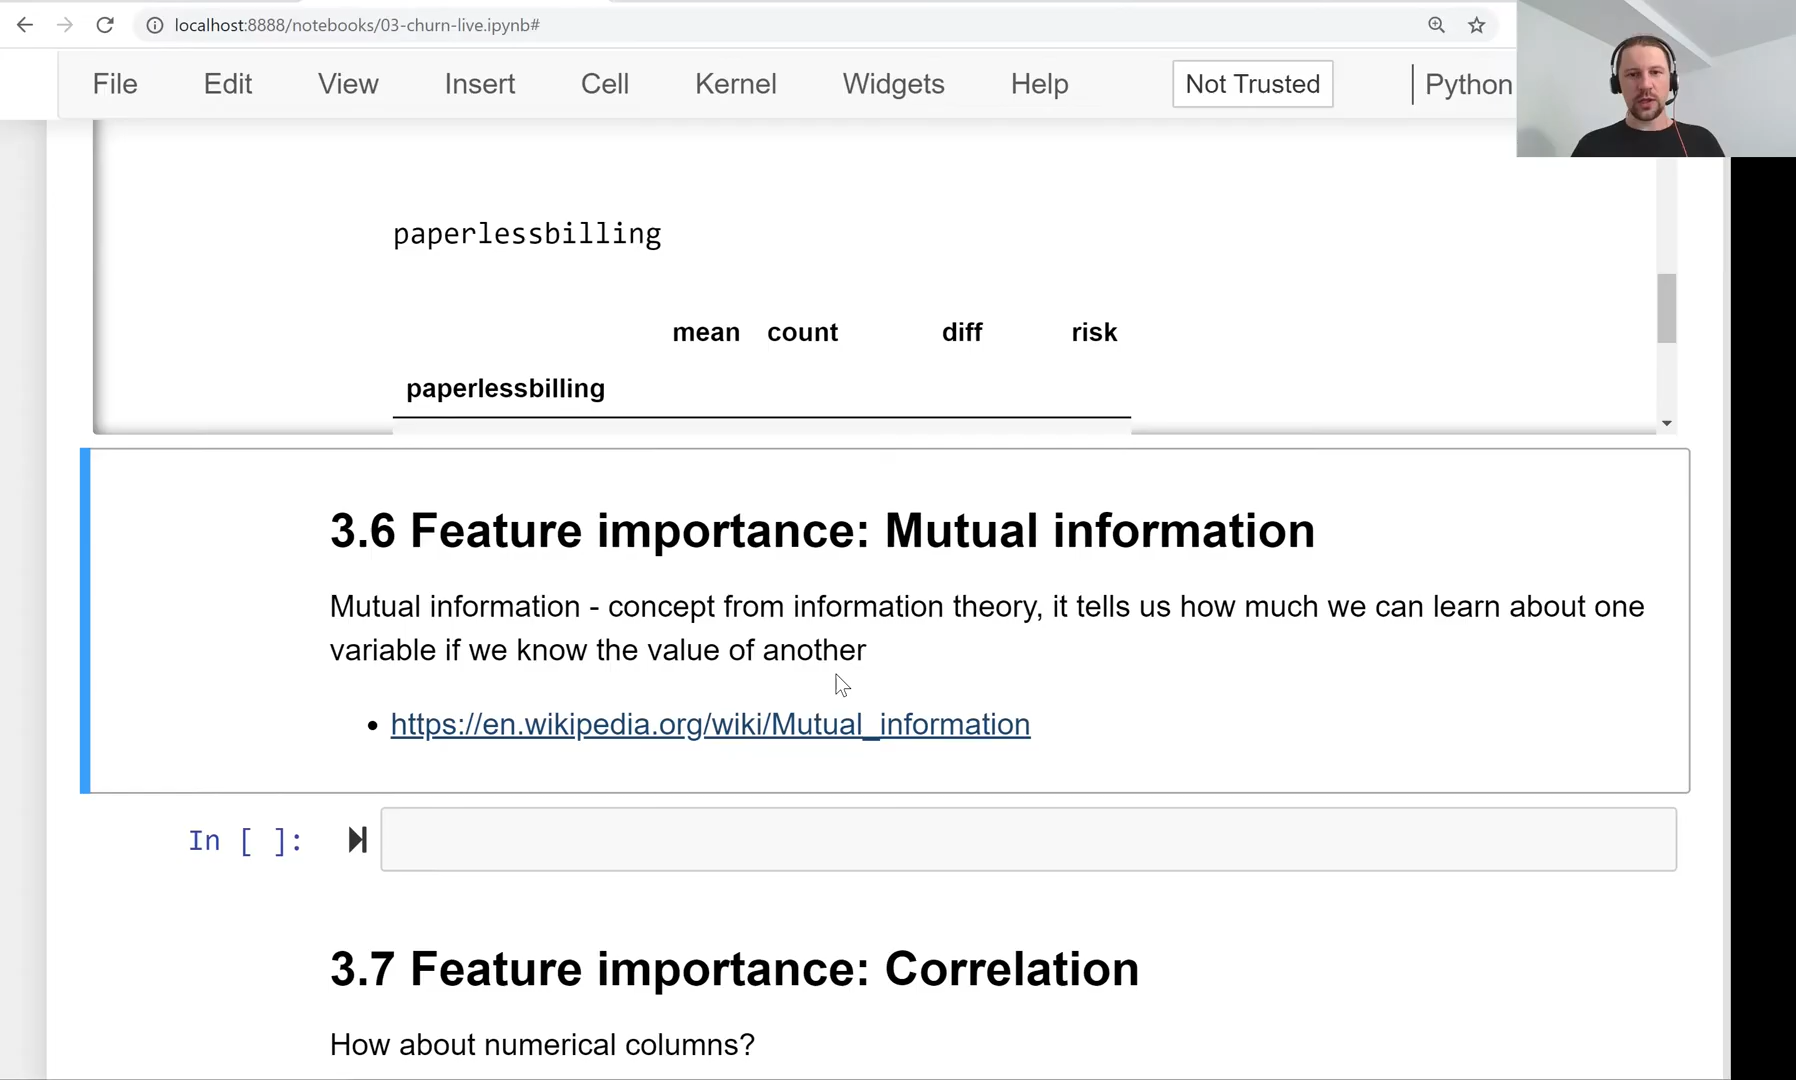 localhost:8888/notebooks/03-churn-live.ipynb#
File Edit View Insert Cell Kernel Widgets Help Not Trusted Python
paperlessbilling
mean count diff risk
paperlessbilling
3.6 Feature importance: Mutual information
Mutual information - concept from information theory, it tells us how much we can learn about one
variable if we know the value of another
https://en.wikipedia.org/wiki/Mutual_information
In [ ]:
3.7 Feature importance: Correlation
How about numerical columns?